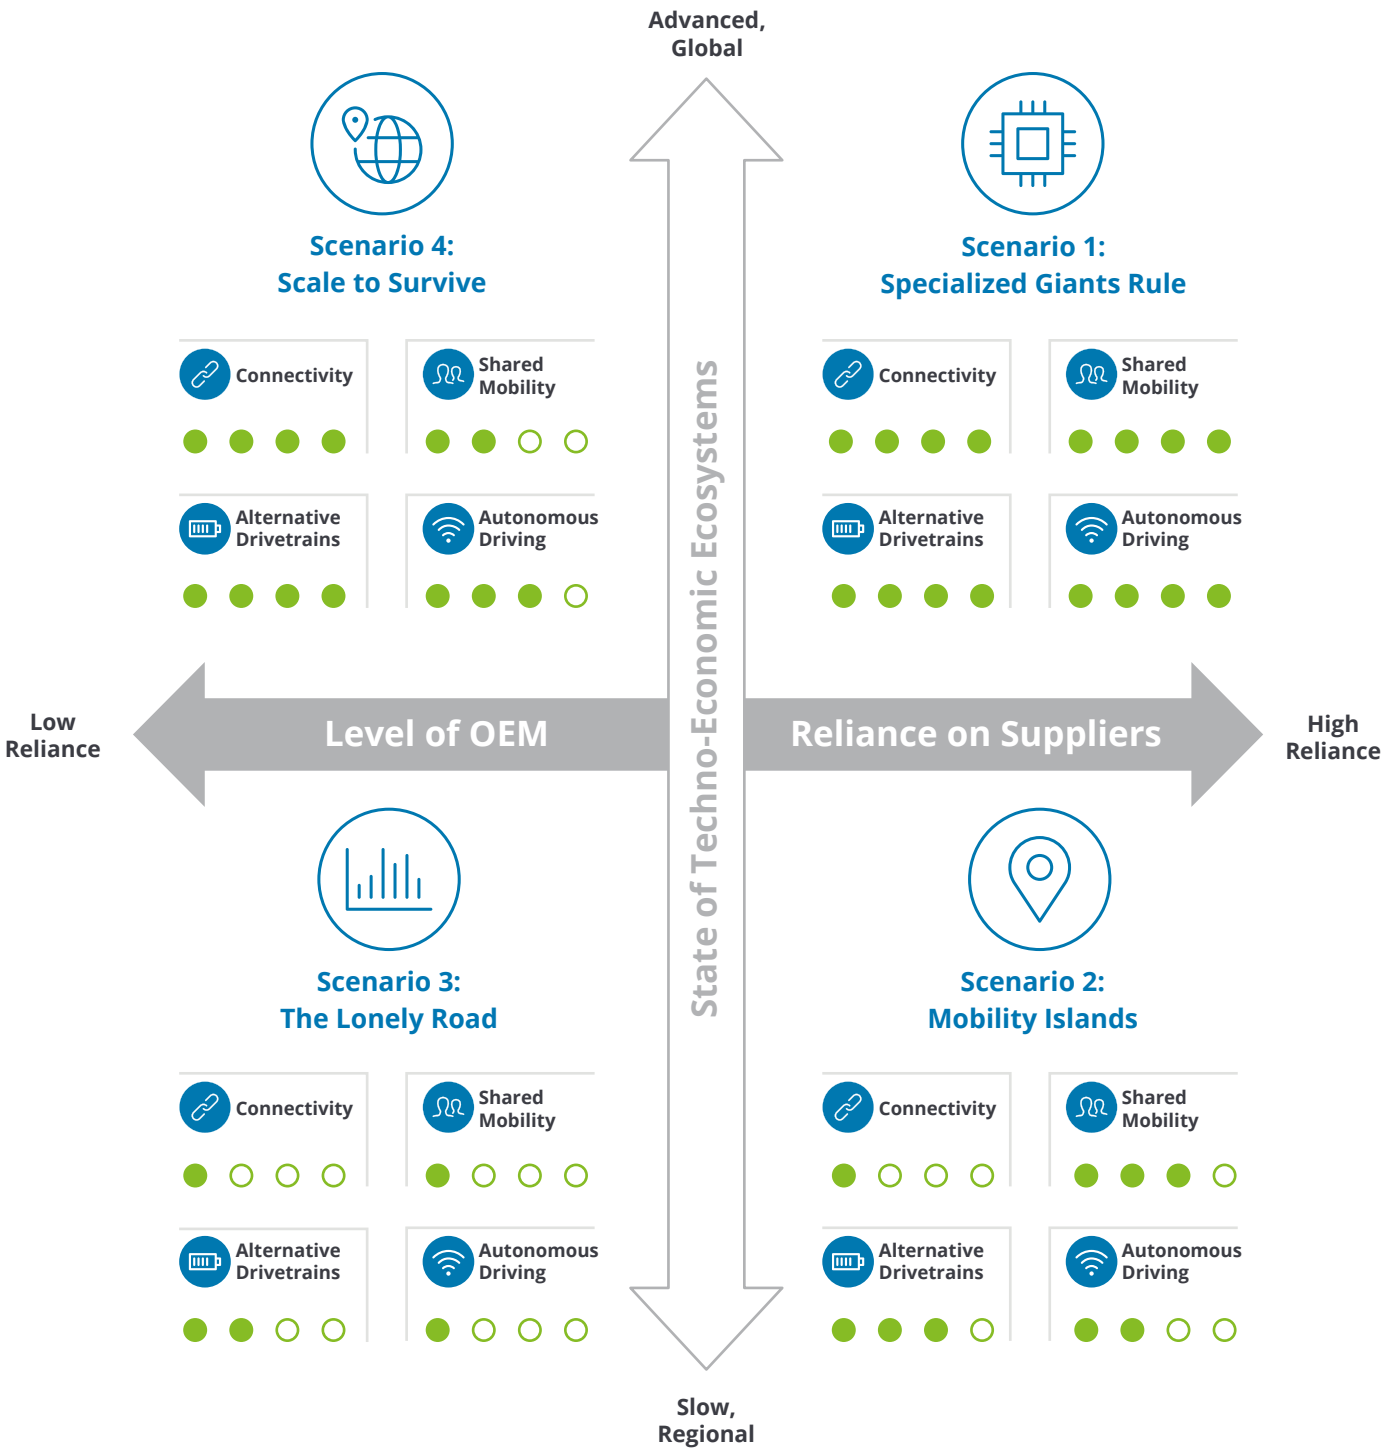 Advanced,
Global
Scenario 4:
Scale to Survive
Connectivity
Shared
Mobility
Alternative
Drivetrains
Autonomous
Driving
Scenario 1:
Specialized Giants Rule
Connectivity
Shared
Mobility
Alternative
Drivetrains
Autonomous
Driving
State of Techno-Economic Ecosystems
Low
Reliance
Level of OEM
Reliance on Suppliers
High
Reliance
Scenario 3:
The Lonely Road
Connectivity
Shared
Mobility
Alternative
Drivetrains
Autonomous
Driving
Scenario 2:
Mobility Islands
Connectivity
Shared
Mobility
Alternative
Drivetrains
Autonomous
Driving
Slow,
Regional